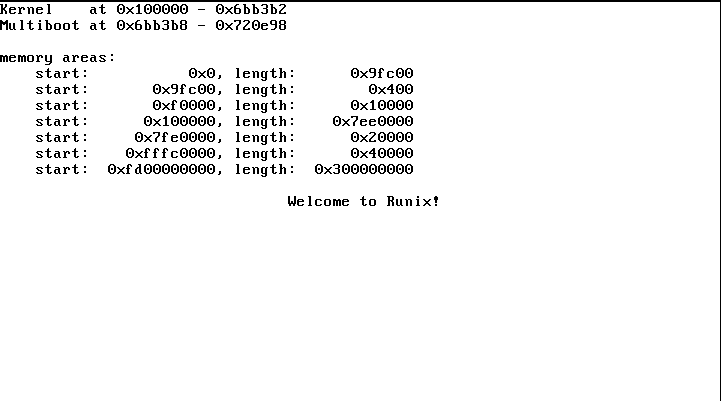 Kernel    at 0x100000 - 0x6bb3b2
Multiboot at 0x6bb3b8 - 0x720e98
memory areas:
    start:           0x0, length:      0x9fc00
    start:       0x9fc00, length:        0x400
    start:       0xf0000, length:      0x10000
    start:      0x100000, length:    0x7ee0000
    start:     0x7fe0000, length:      0x20000
    start:    0xfffc0000, length:      0x40000
    start:  0xfd00000000, length:  0x300000000
Welcome to Runix!